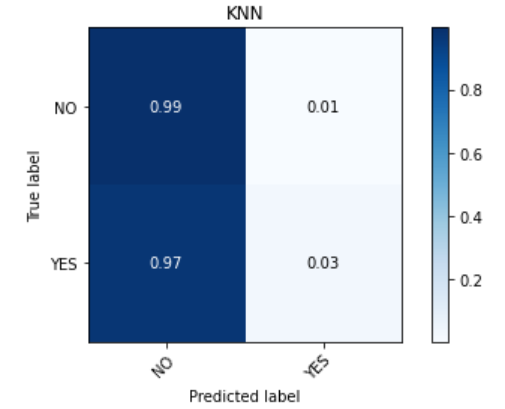 KNN
NO
0.99
0.01
YES
0.97
0.03
True label
NO
YES
Predicted label
0.8
0.6
0.4
0.2